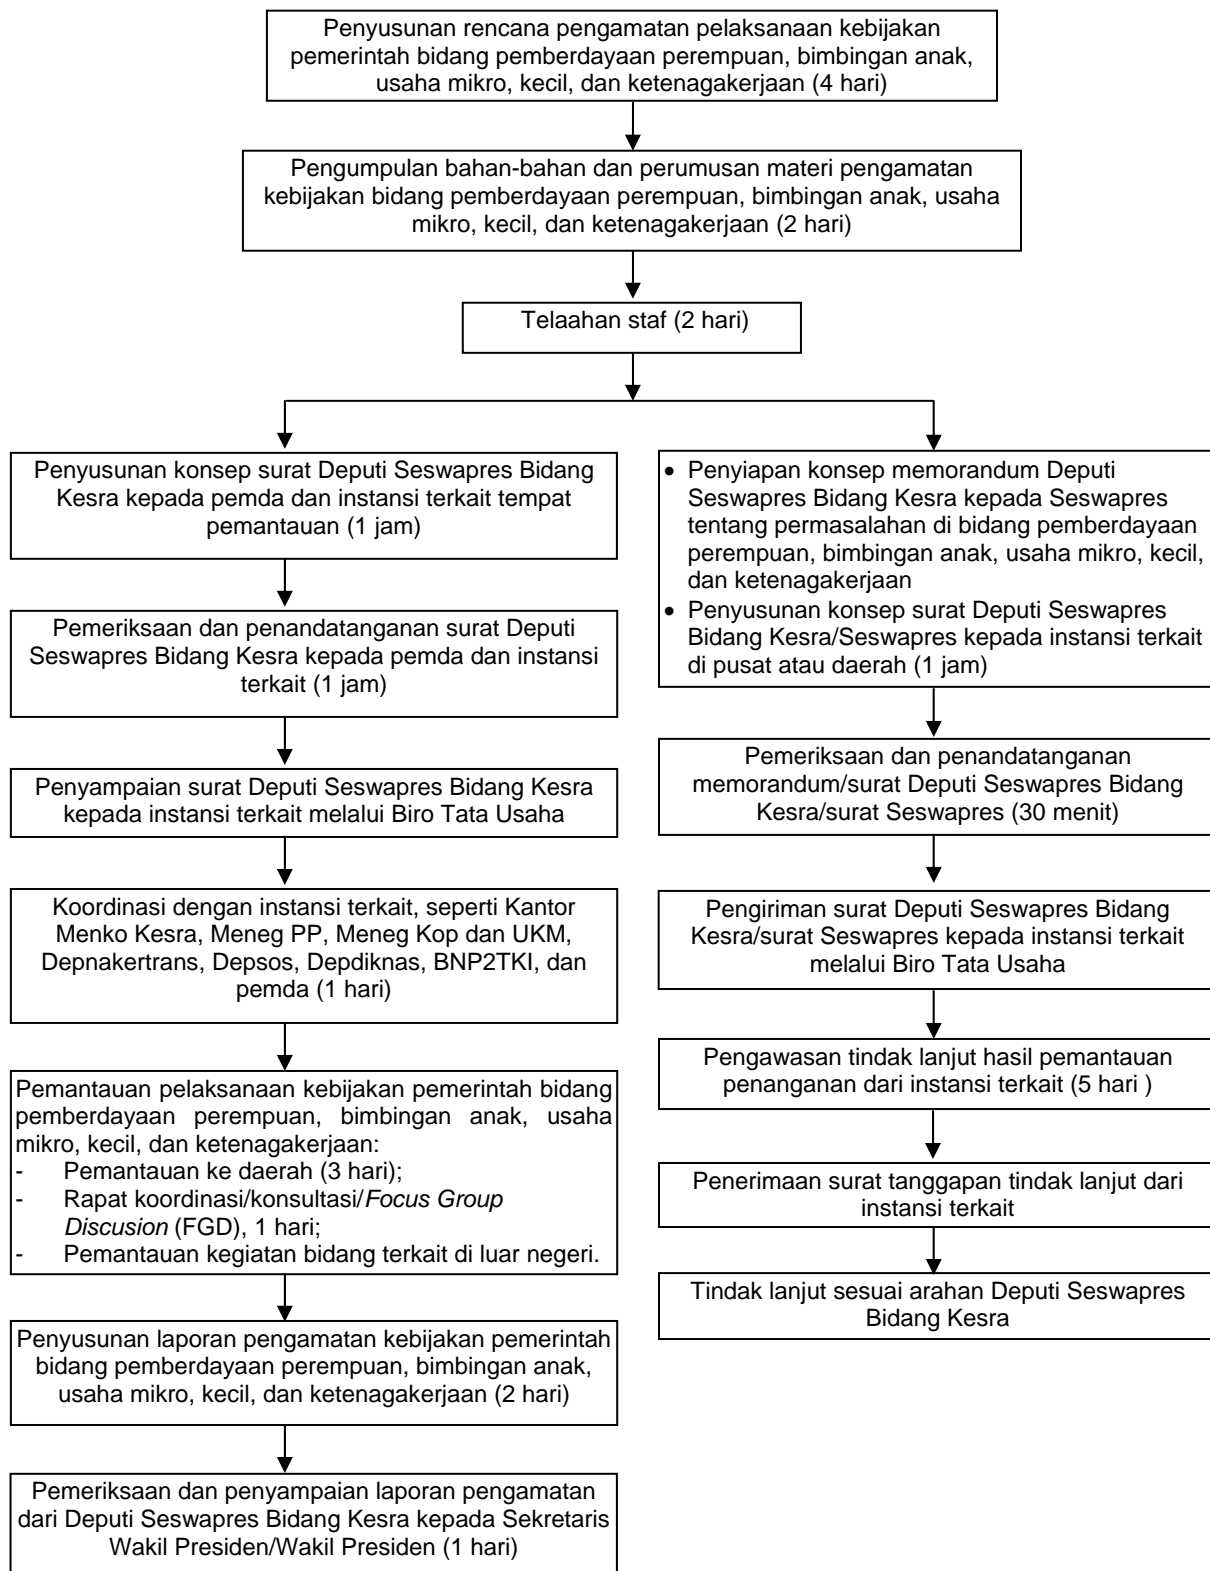 Penyusunan rencana pengamatan pelaksanaan kebijakan
pemerintah bidang pemberdayaan perempuan, bimbingan anak,
usaha mikro, kecil, dan ketenagakerjaan (4 hari)
Pengumpulan bahan-bahan dan perumusan materi pengamatan
kebijakan bidang pemberdayaan perempuan, bimbingan anak, usaha
mikro, kecil, dan ketenagakerjaan (2 hari)
Telaahan staf (2 hari)
Penyusunan konsep surat Deputi Seswapres Bidang
Kesra kepada pemda dan instansi terkait tempat
pemantauan (1 jam)
Pemeriksaan dan penandatanganan surat Deputi
Seswapres Bidang Kesra kepada pemda dan instansi
terkait (1 jam)
Penyampaian surat Deputi Seswapres Bidang Kesra
kepada instansi terkait melalui Biro Tata Usaha
Koordinasi dengan instansi terkait, seperti Kantor
Menko Kesra, Meneg PP, Meneg Kop dan UKM,
Depnakertrans, Depsos, Depdiknas, BNP2TKI, dan
pemda (1 hari)
Pemantauan pelaksanaan kebijakan pemerintah bidang
pemberdayaan perempuan, bimbingan anak, usaha
mikro, kecil, dan ketenagakerjaan:
- Pemantauan ke daerah (3 hari);
- Rapat koordinasi/konsultasi/Focus Group
Discusion (FGD), 1 hari;
- Pemantauan kegiatan bidang terkait di luar negeri.
Penyusunan laporan pengamatan kebijakan pemerintah
bidang pemberdayaan perempuan, bimbingan anak,
usaha mikro, kecil, dan ketenagakerjaan (2 hari)
Pemeriksaan dan penyampaian laporan pengamatan
dari Deputi Seswapres Bidang Kesra kepada Sekretaris
Wakil Presiden/Wakil Presiden (1 hari)
• Penyiapan konsep memorandum Deputi
Seswapres Bidang Kesra kepada Seswapres
tentang permasalahan di bidang pemberdayaan
perempuan, bimbingan anak, usaha mikro, kecil,
dan ketenagakerjaan
• Penyusunan konsep surat Deputi Seswapres
Bidang Kesra/Seswapres kepada instansi terkait
di pusat atau daerah (1 jam)
Pemeriksaan dan penandatanganan
memorandum/surat Deputi Seswapres Bidang
Kesra/surat Seswapres (30 menit)
Pengiriman surat Deputi Seswapres Bidang
Kesra/surat Seswapres kepada instansi terkait
melalui Biro Tata Usaha
Pengawasan tindak lanjut hasil pemantauan
penanganan dari instansi terkait (5 hari )
Penerimaan surat tanggapan tindak lanjut dari
instansi terkait
Tindak lanjut sesuai arahan Deputi Seswapres
Bidang Kesra